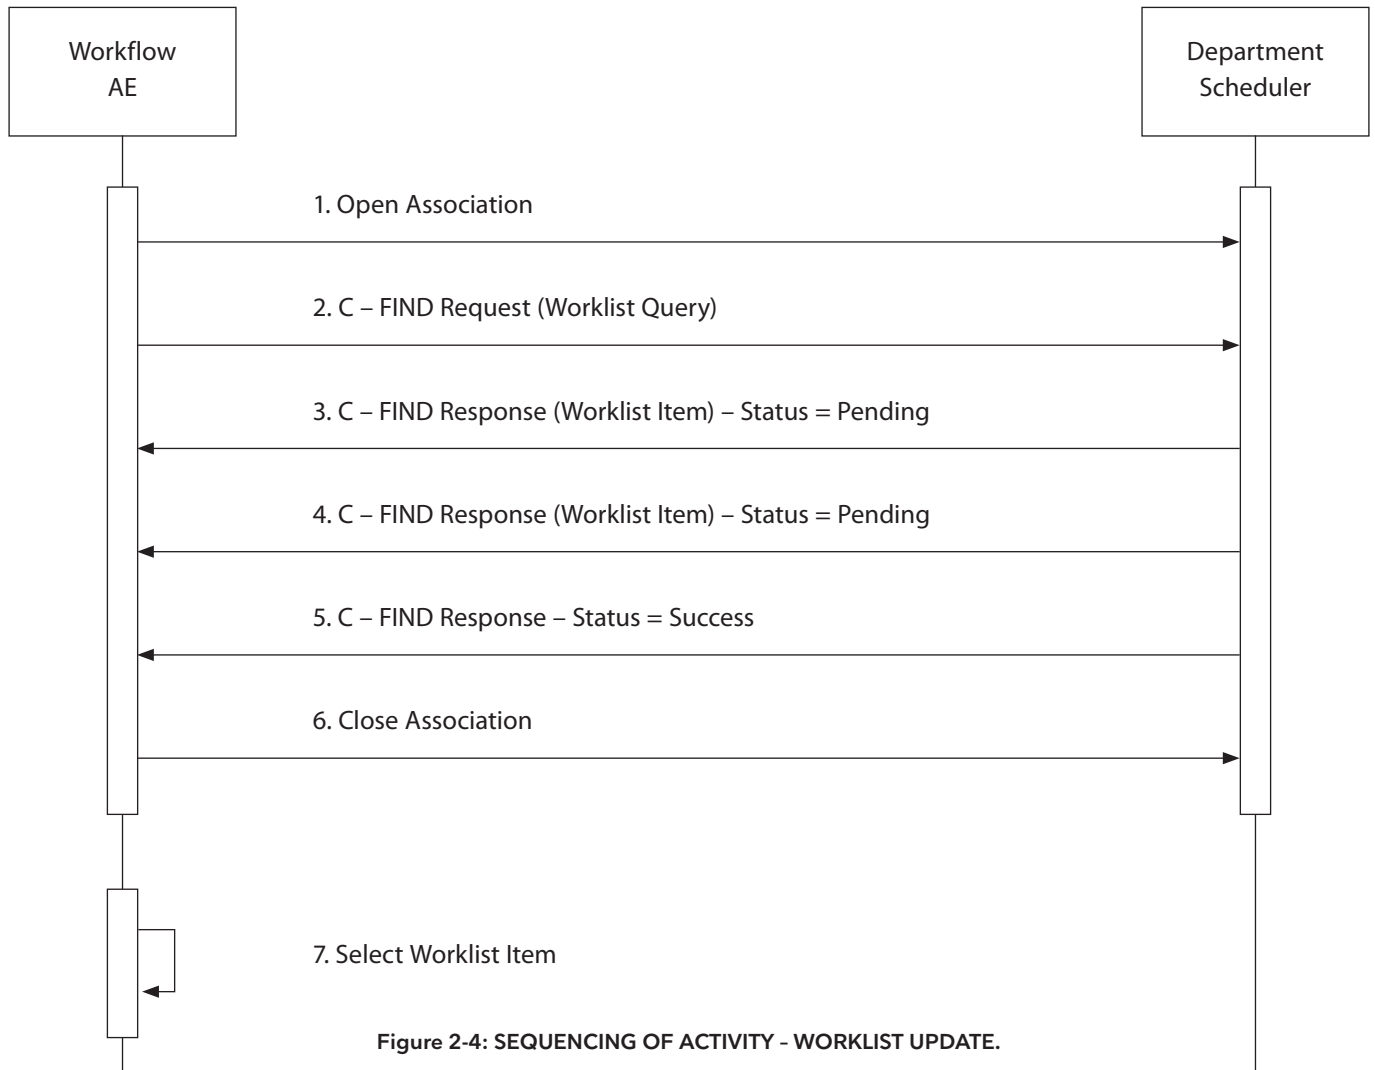 Workflow
AE
Department
Scheduler
1. Open Association
2. C – FIND Request (Worklist Query)
3. C – FIND Response (Worklist Item) – Status = Pending
4. C – FIND Response (Worklist Item) – Status = Pending
5. C – FIND Response – Status = Success
6. Close Association
7. Select Worklist Item
Figure 2-4: SEQUENCING OF ACTIVITY – WORKLIST UPDATE.